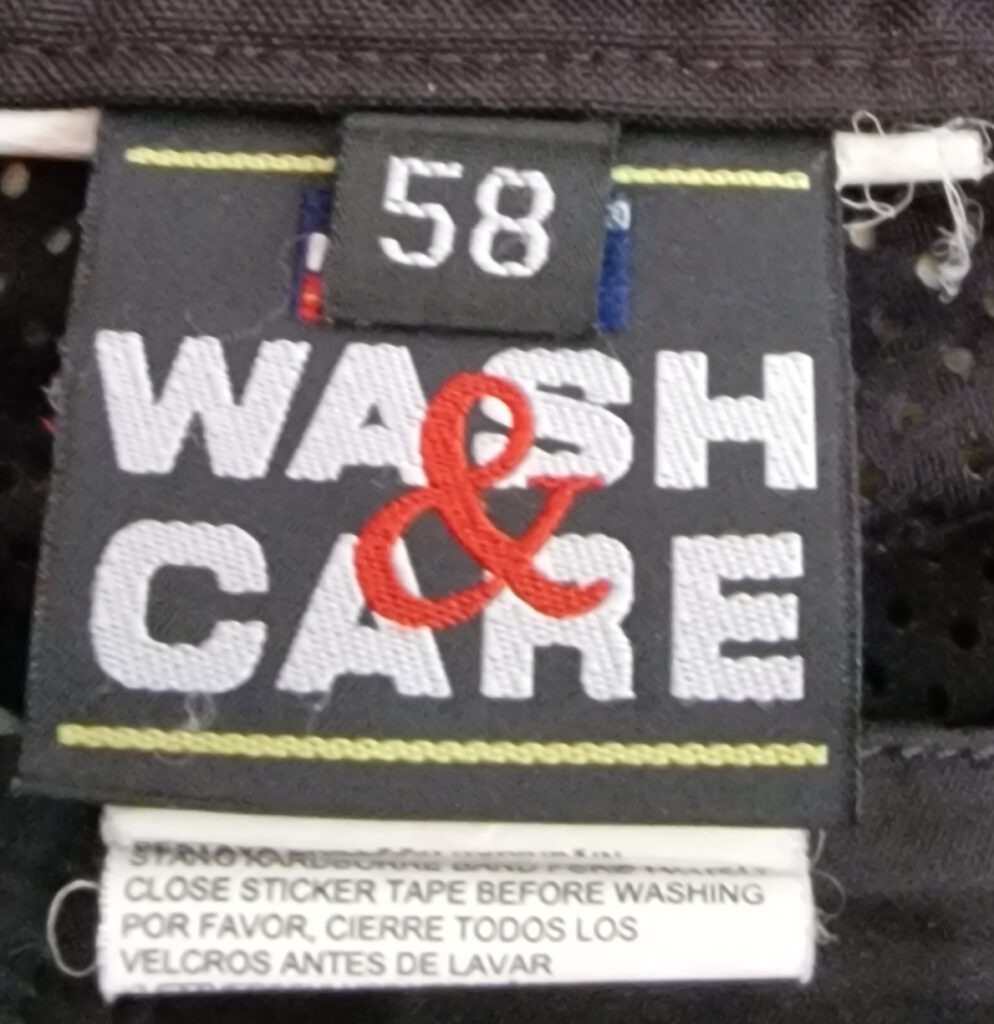 58
WASH
&
CARE
CLOSE STICKER TAPE BEFORE WASHING
POR FAVOR, CIERRE TODOS LOS
VELCROS ANTES DE LAVAR